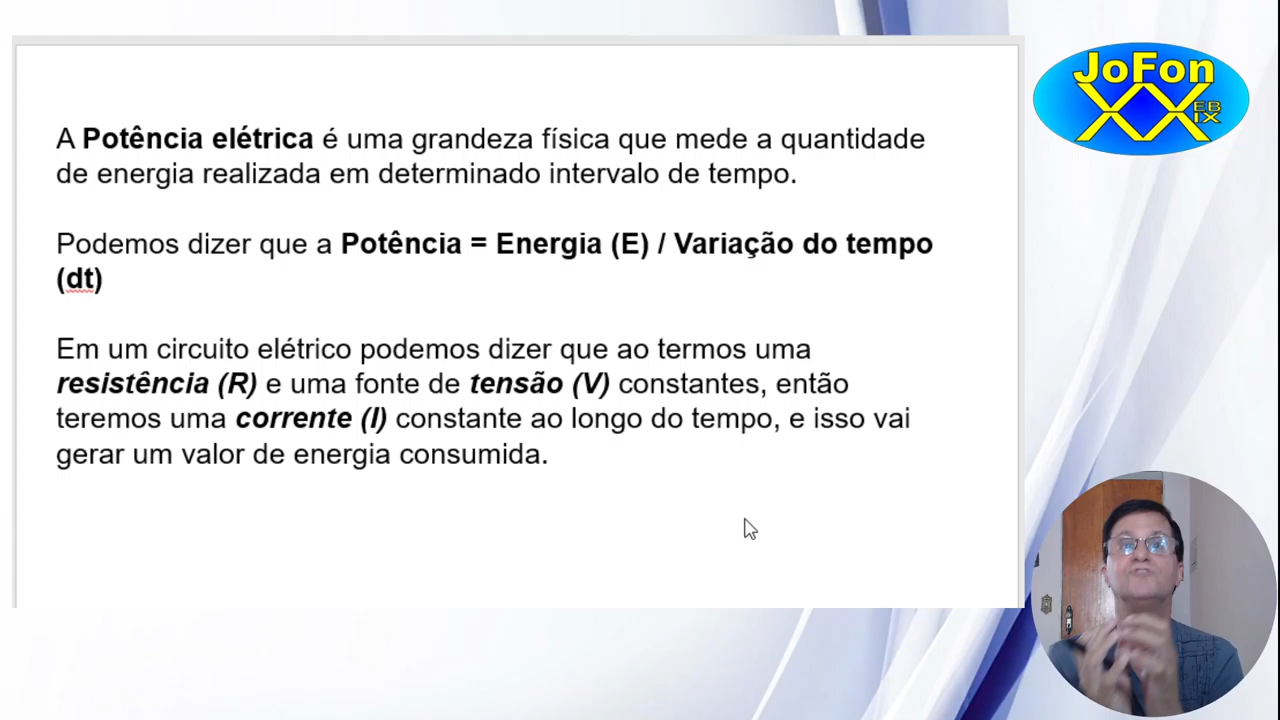 A Potência elétrica é uma grandeza física que mede a quantidade
de energia realizada em determinado intervalo de tempo.
Podemos dizer que a Potência = Energia (E) / Variação do tempo
(dt)
Em um circuito elétrico podemos dizer que ao termos uma
resistência (R) e uma fonte de tensão (V) constantes, então
teremos uma corrente (I) constante ao longo do tempo, e isso vai
gerar um valor de energia consumida.
JoFon
EB
IX